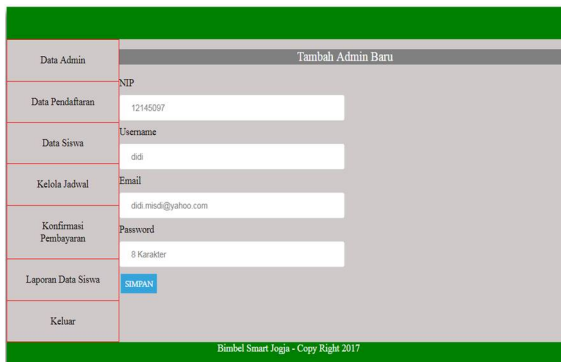 Data Admin
Data Pendaftaran
Data Siswa
Kelola Jadwal
Konfirmasi
Pembayaran
Laporan Data Siswa
Keluar
Tambah Admin Baru
NIP
12145097
Username
didi
Email
didi.misdi@yahoo.com
Password
8 Karakter
SIMPAN
Bimbel Smart Jogja - Copy Right 2017